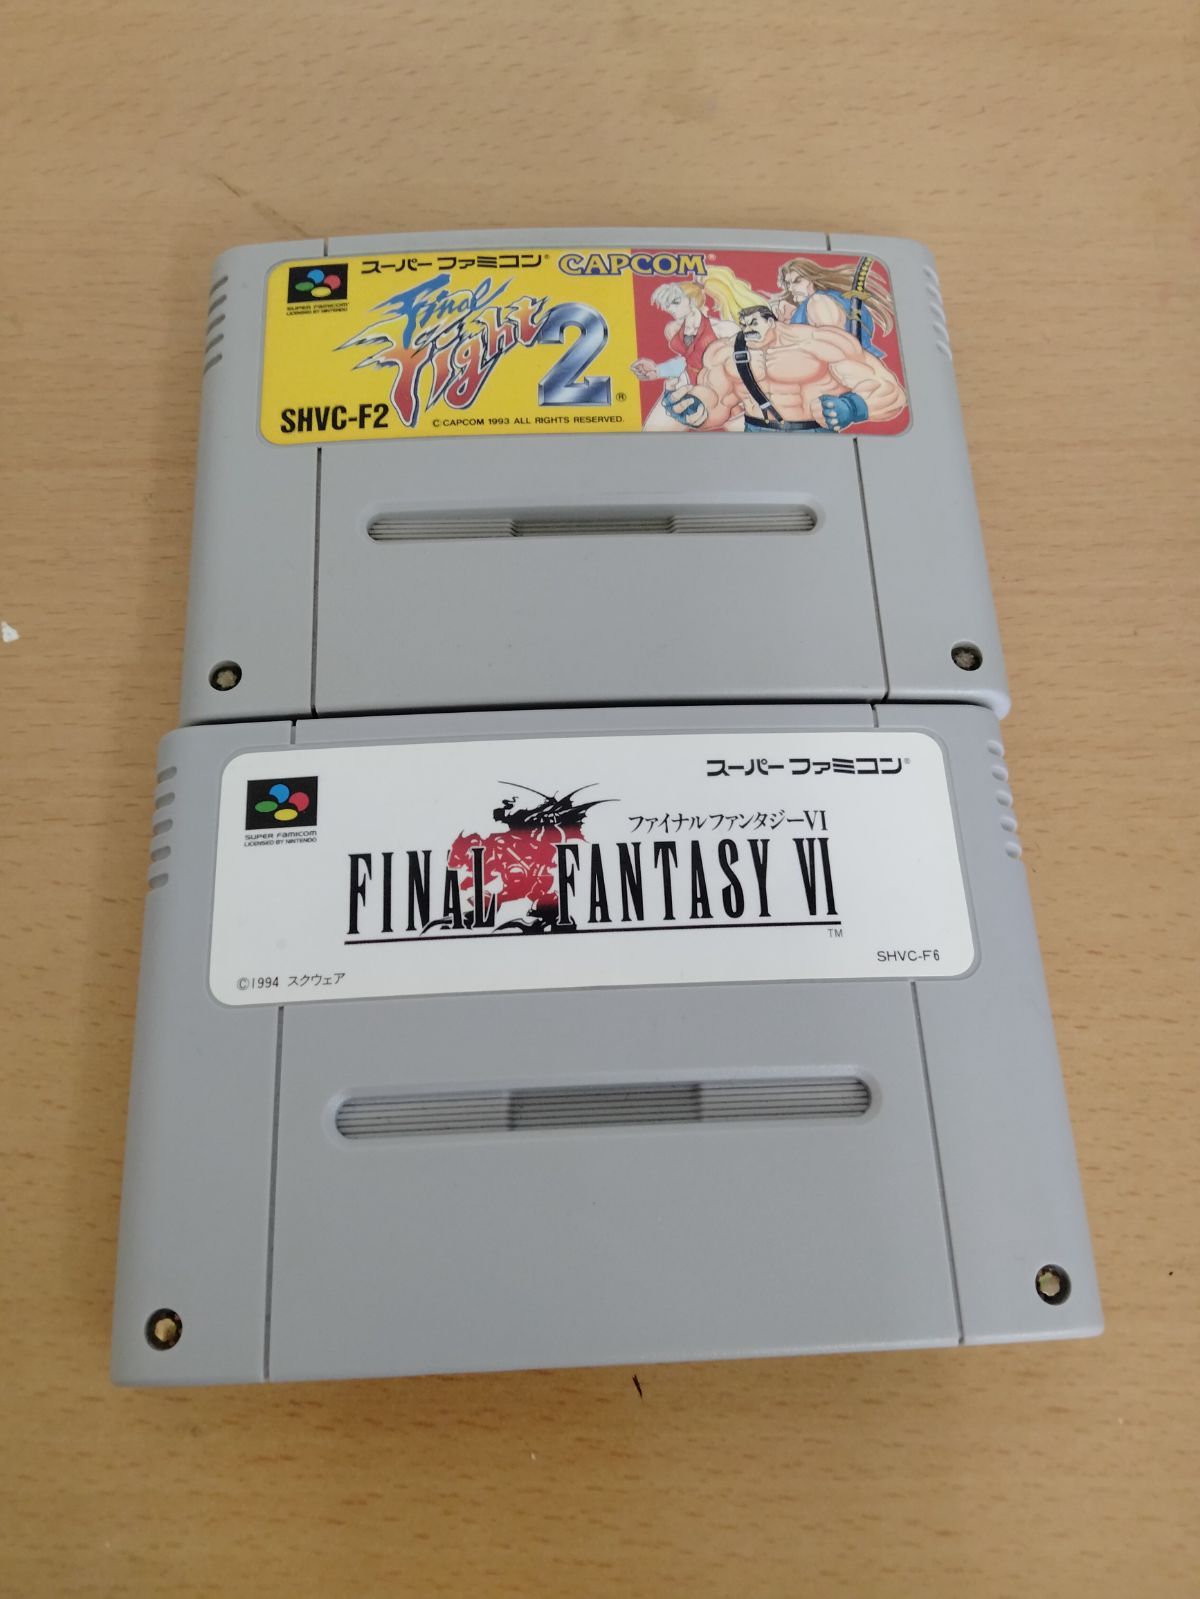 スーパーファミコン® CAPCOM®
SUPER FAMICOM
LICENSED BY NINTENDO
Final
Fight 2®
SHVC-F2
© CAPCOM 1993 ALL RIGHTS RESERVED.
スーパーファミコン®
SUPER FAMICOM
LICENSED BY NINTENDO
ファイナルファンタジーVI
FINAL FANTASY VI
TM
SHVC-F6
©1994 スクウェア